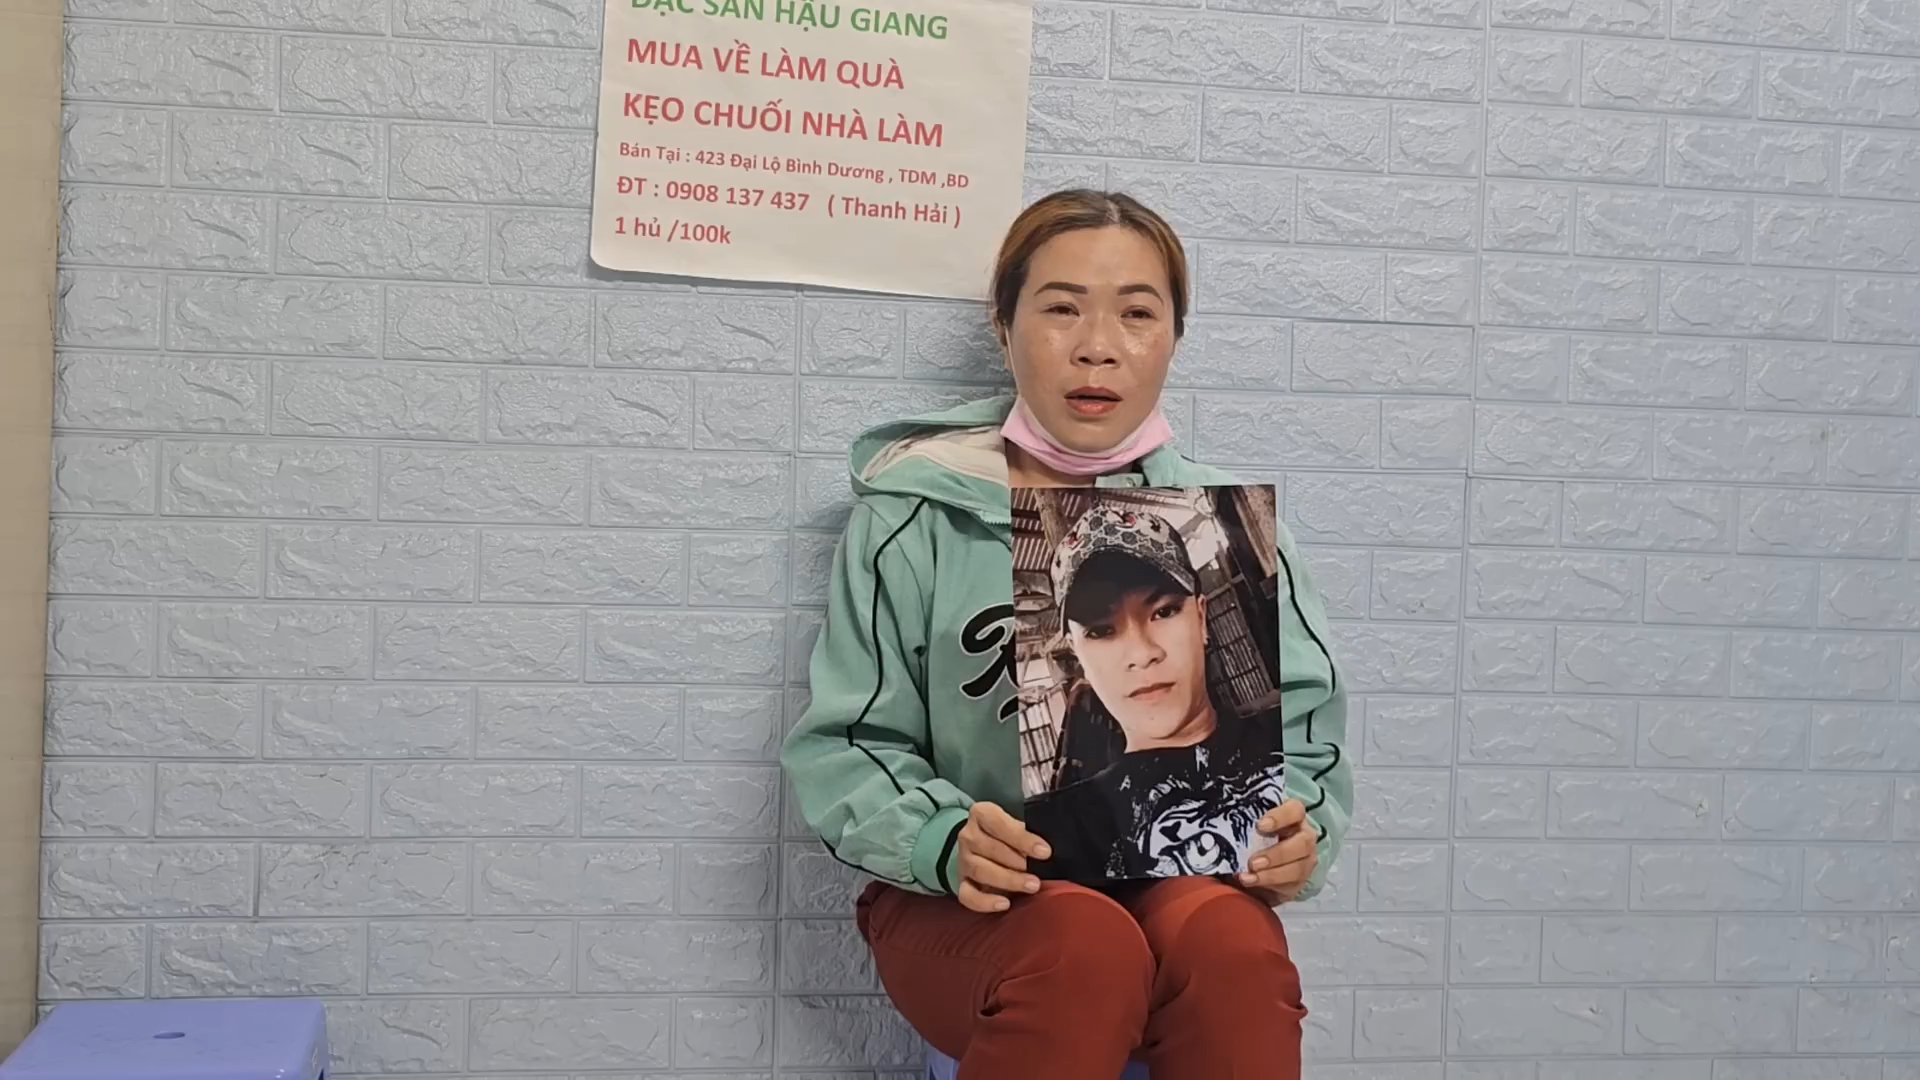 ĐẶC SẢN HẬU GIANG
MUA VỀ LÀM QUÀ
KẸO CHUỐI NHÀ LÀM
Bán Tại : 423 Đại Lộ Bình Dương , TDM ,BD
ĐT : 0908 137 437 ( Thanh Hải )
1 hủ /100k